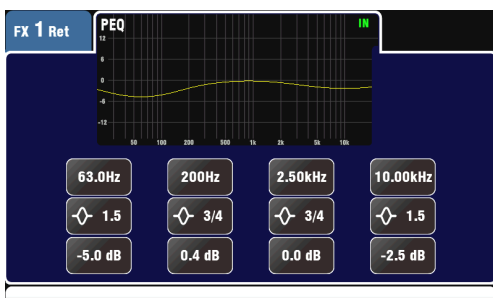 FX 1 Ret
PEQ
IN
12
6
0
-6
-12
50 100 200 500 1k 2k 5k 10k
63.0Hz 200Hz 2.50kHz 10.00kHz
1.5 3/4 3/4 1.5
-5.0 dB 0.4 dB 0.0 dB -2.5 dB